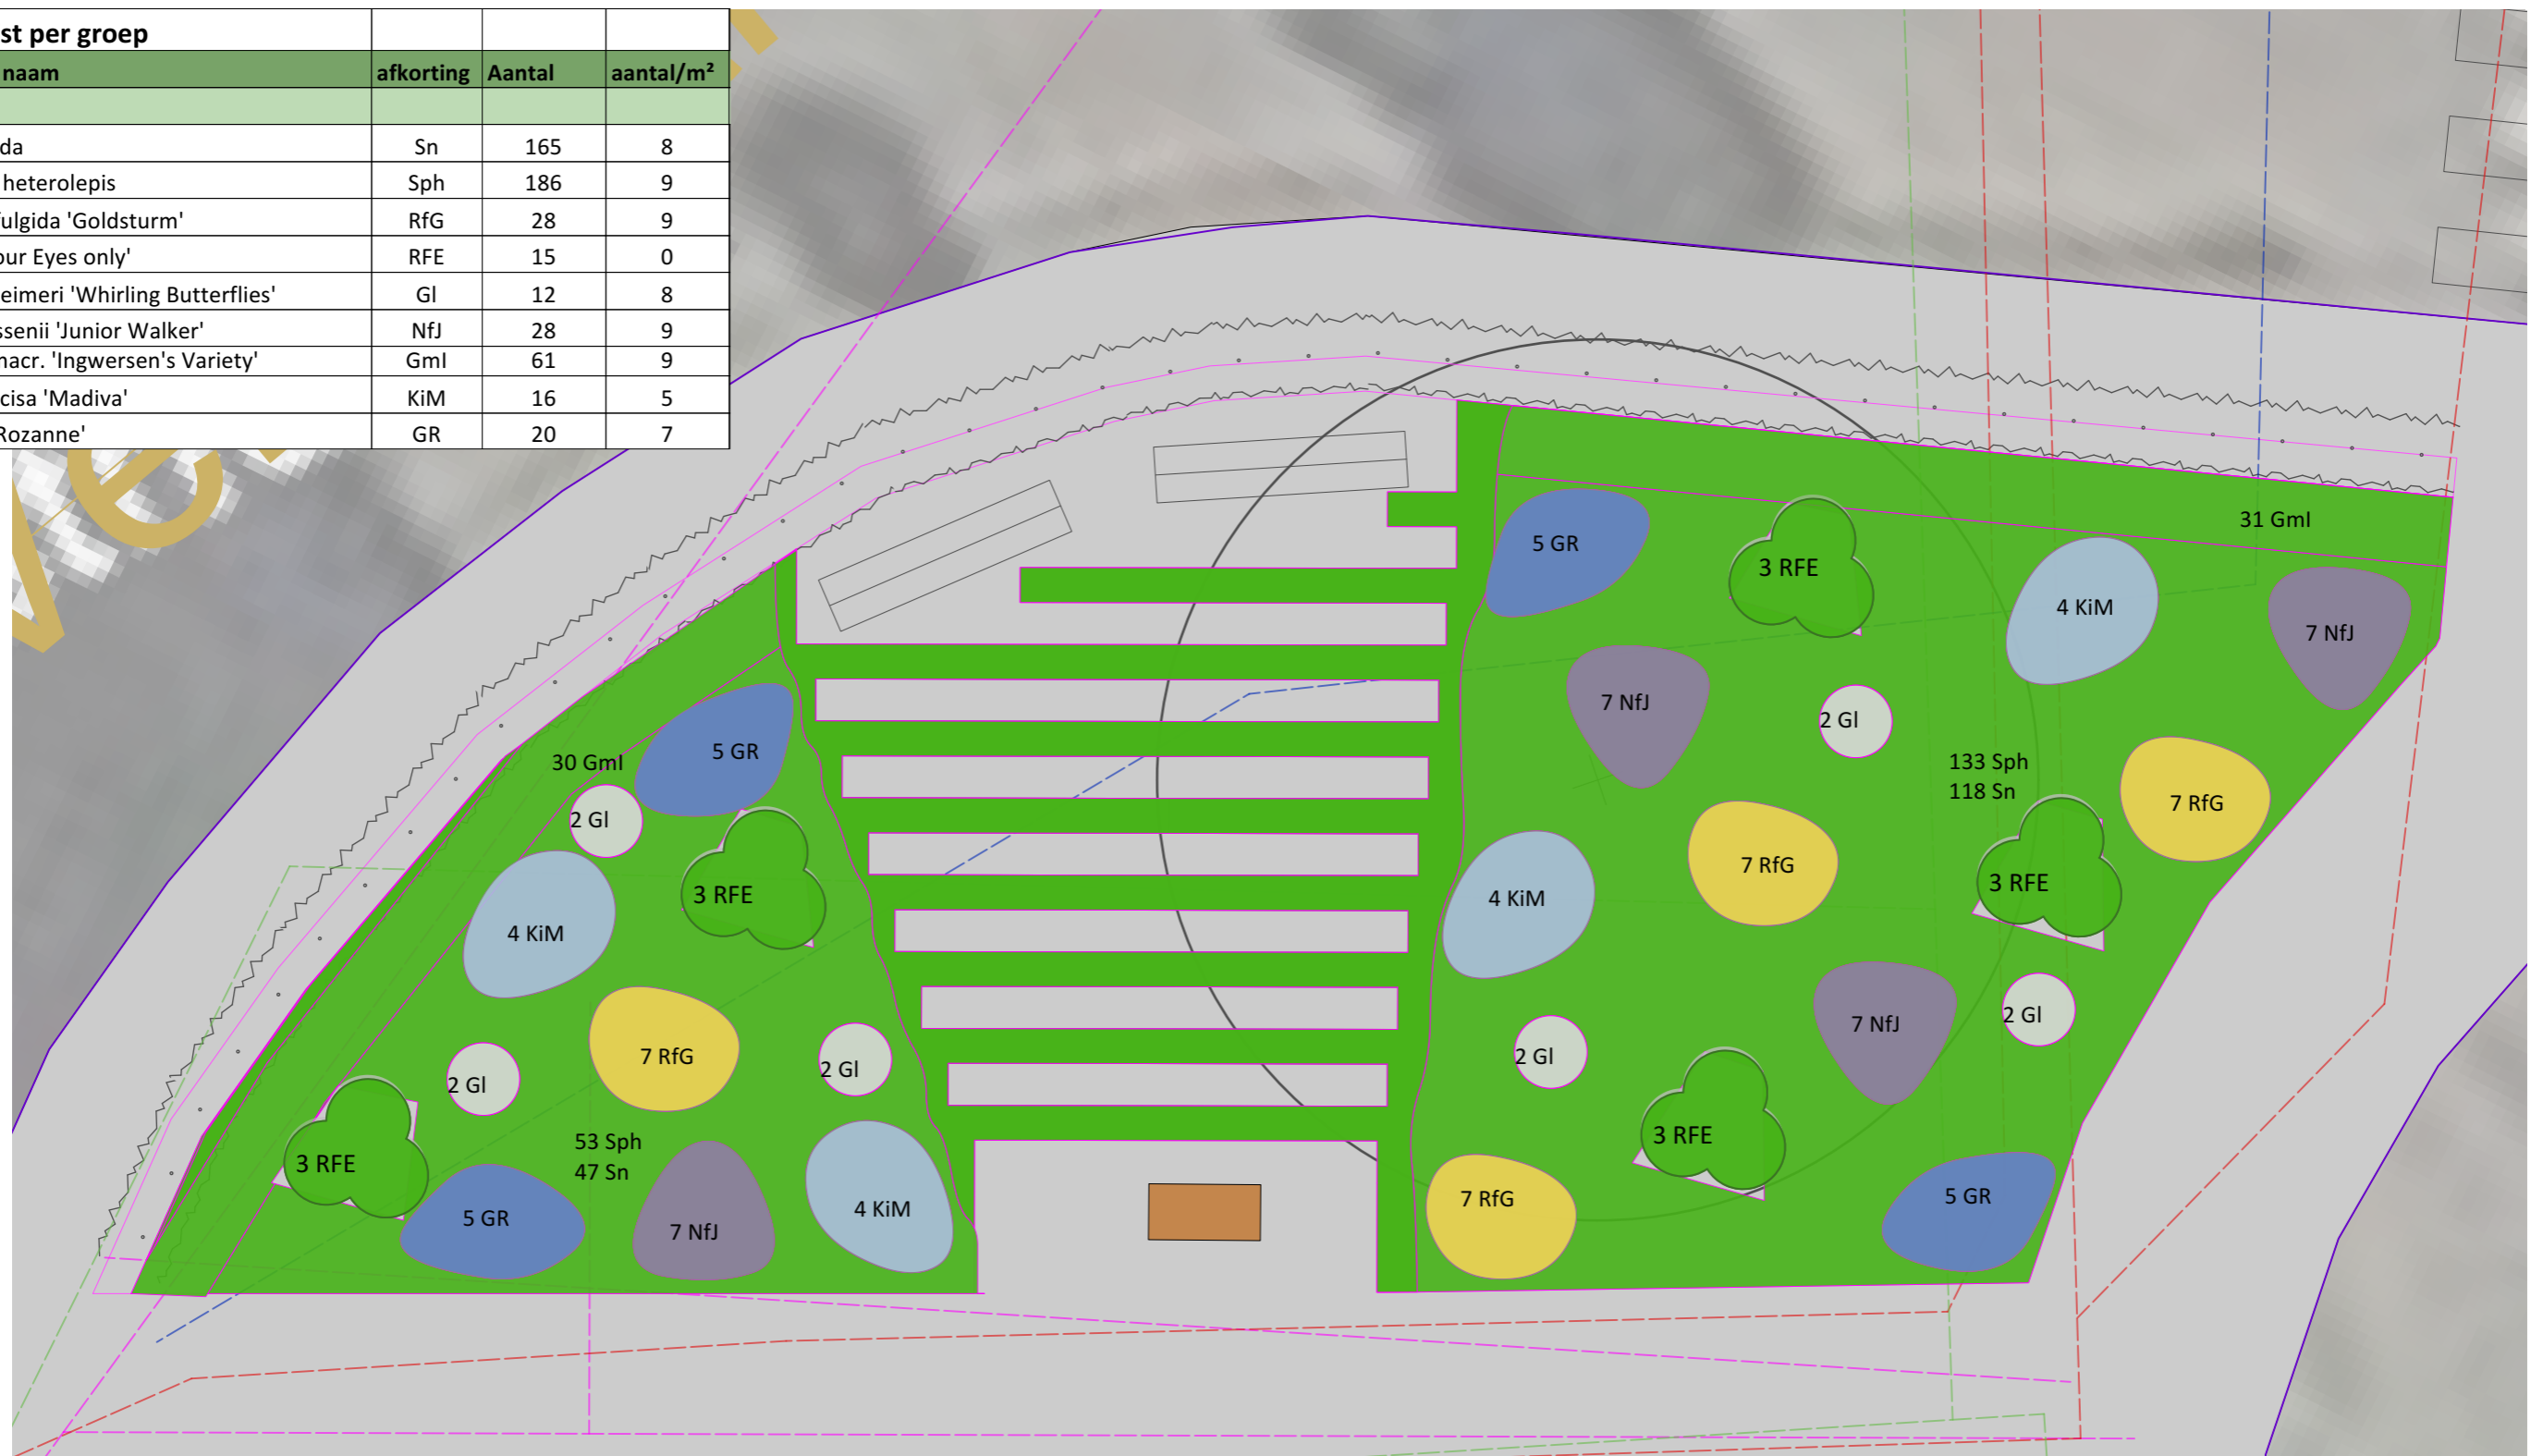 st per groep
naam afkorting Aantal aantal/m²
da Sn 165 8
heterolepis Sph 186 9
ulgida 'Goldsturm' RfG 28 9
our Eyes only' RFE 15 0
eimeri 'Whirling Butterflies' Gl 12 8
ssenii 'Junior Walker' NfJ 28 9
nacr. 'Ingwersen's Variety' GmI 61 9
cisa 'Madiva' KiM 16 5
Rozanne' GR 20 7
31 GmI
5 GR
3 RFE
4 KiM
7 NfJ
7 NfJ
2 Gl
5 GR
30 GmI
133 Sph
118 Sn
2 Gl
7 RfG
7 RfG
3 RFE
3 RFE
4 KiM
4 KiM
2 Gl
7 NfJ
7 RfG
2 Gl
2 Gl
2 Gl
3 RFE
53 Sph
47 Sn
3 RFE
5 GR
7 NfJ
4 KiM
7 RfG
5 GR